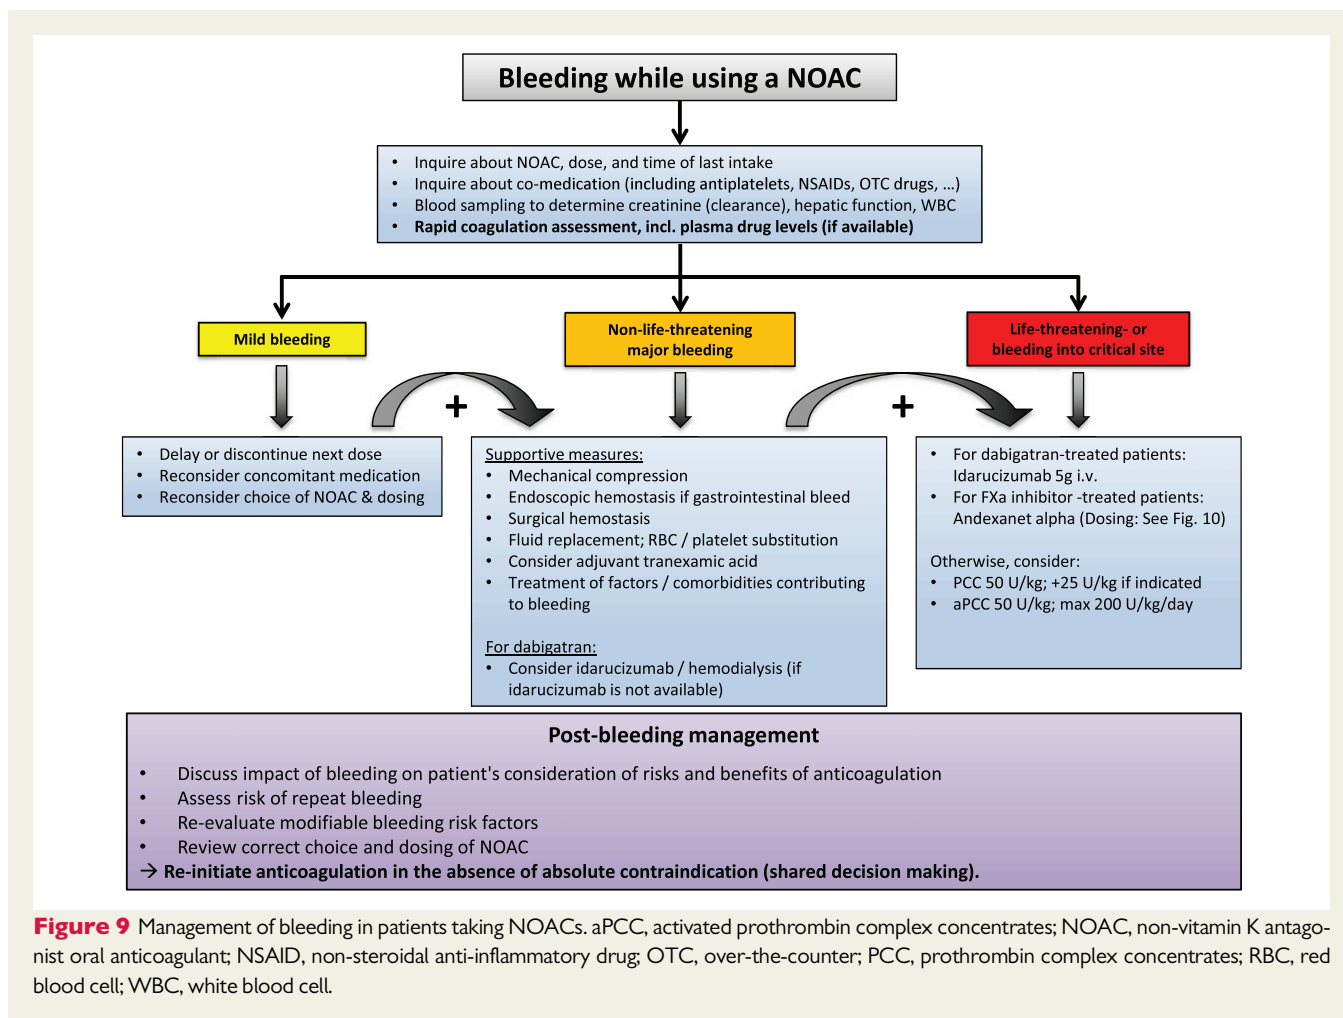 Bleeding while using a NOAC
• Inquire about NOAC, dose, and time of last intake
• Inquire about co-medication (including antiplatelets, NSAIDs, OTC drugs, …)
• Blood sampling to determine creatinine (clearance), hepatic function, WBC
• Rapid coagulation assessment, incl. plasma drug levels (if available)
Mild bleeding
Non-life-threatening
major bleeding
Life-threatening- or
bleeding into critical site
+
+
• Delay or discontinue next dose
• Reconsider concomitant medication
• Reconsider choice of NOAC & dosing
Supportive measures:
• Mechanical compression
• Endoscopic hemostasis if gastrointestinal bleed
• Surgical hemostasis
• Fluid replacement; RBC / platelet substitution
• Consider adjuvant tranexamic acid
• Treatment of factors / comorbidities contributing
to bleeding
For dabigatran:
• Consider idarucizumab / hemodialysis (if
idarucizumab is not available)
• For dabigatran-treated patients:
Idarucizumab 5g i.v.
• For FXa inhibitor -treated patients:
Andexanet alpha (Dosing: See Fig. 10)
Otherwise, consider:
• PCC 50 U/kg; +25 U/kg if indicated
• aPCC 50 U/kg; max 200 U/kg/day
Post-bleeding management
• Discuss impact of bleeding on patient's consideration of risks and benefits of anticoagulation
• Assess risk of repeat bleeding
• Re-evaluate modifiable bleeding risk factors
• Review correct choice and dosing of NOAC
→ Re-initiate anticoagulation in the absence of absolute contraindication (shared decision making).
Figure 9 Management of bleeding in patients taking NOACs. aPCC, activated prothrombin complex concentrates; NOAC, non-vitamin K antago-
nist oral anticoagulant; NSAID, non-steroidal anti-inflammatory drug; OTC, over-the-counter; PCC, prothrombin complex concentrates; RBC, red
blood cell; WBC, white blood cell.